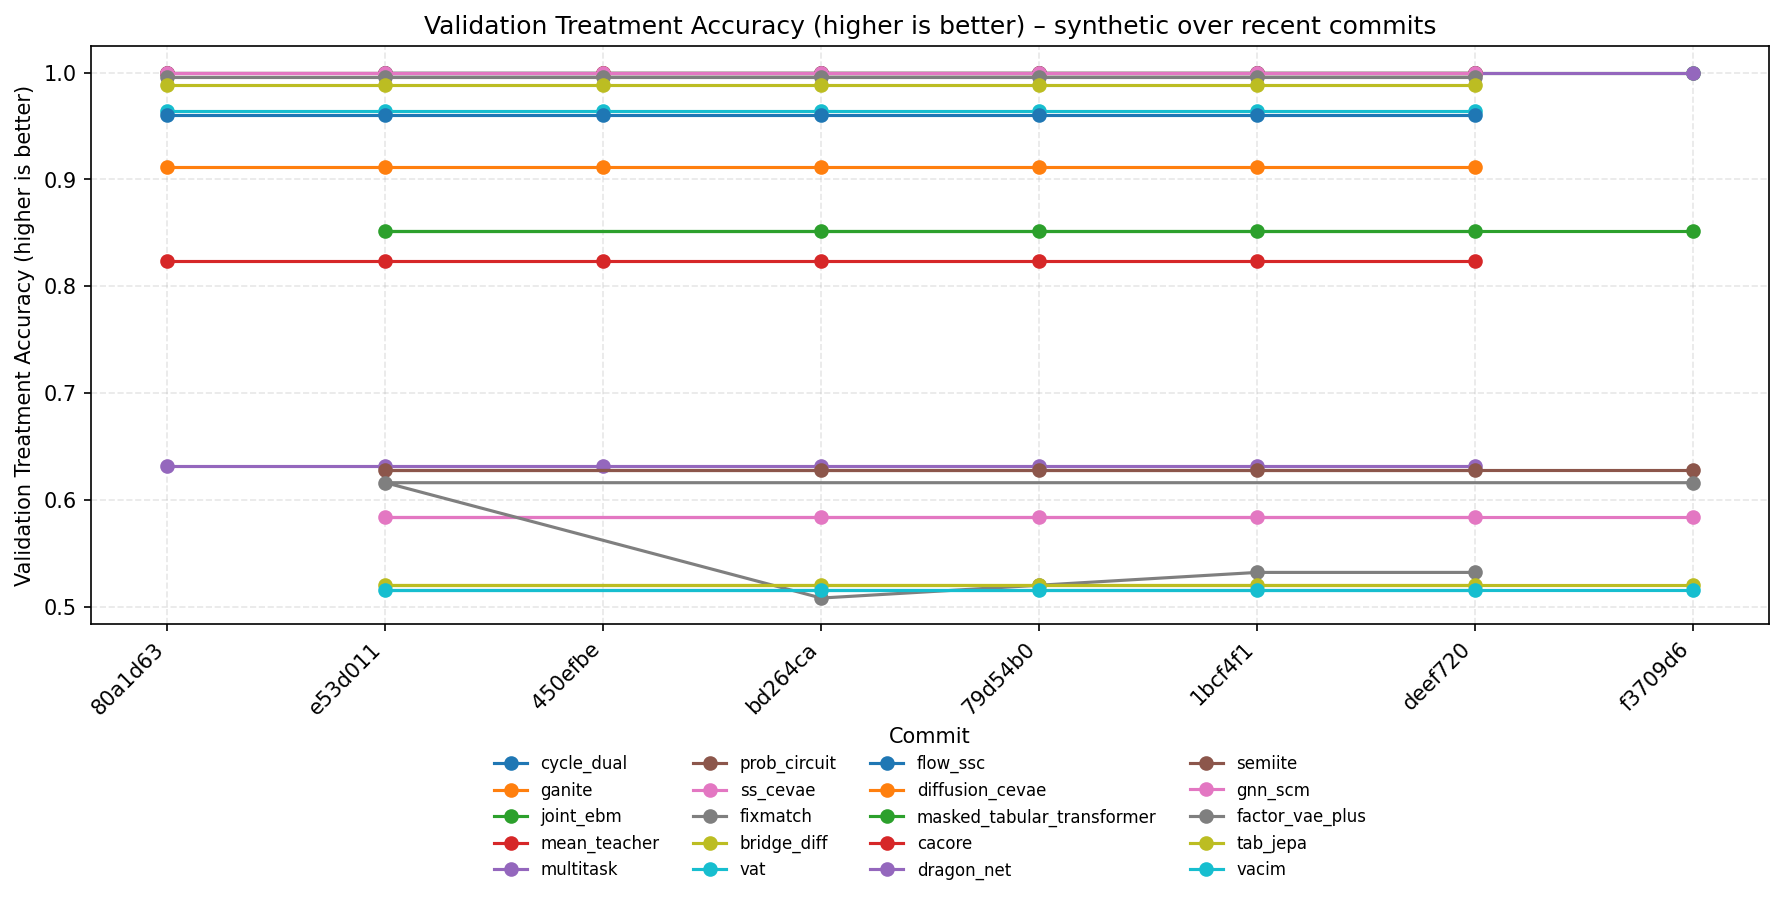 Validation Treatment Accuracy (higher is better) – synthetic over recent commits
Validation Treatment Accuracy (higher is better)
1.0
0.9
0.8
0.7
0.6
0.5
80a1d63
e53d011
450efbe
bd264ca
79d54b0
1bcf4f1
deef720
f3709d6
Commit
cycle_dual
ganite
joint_ebm
mean_teacher
multitask
prob_circuit
ss_cevae
fixmatch
bridge_diff
vat
flow_ssc
diffusion_cevae
masked_tabular_transformer
cacore
dragon_net
semiite
gnn_scm
factor_vae_plus
tab_jepa
vacim